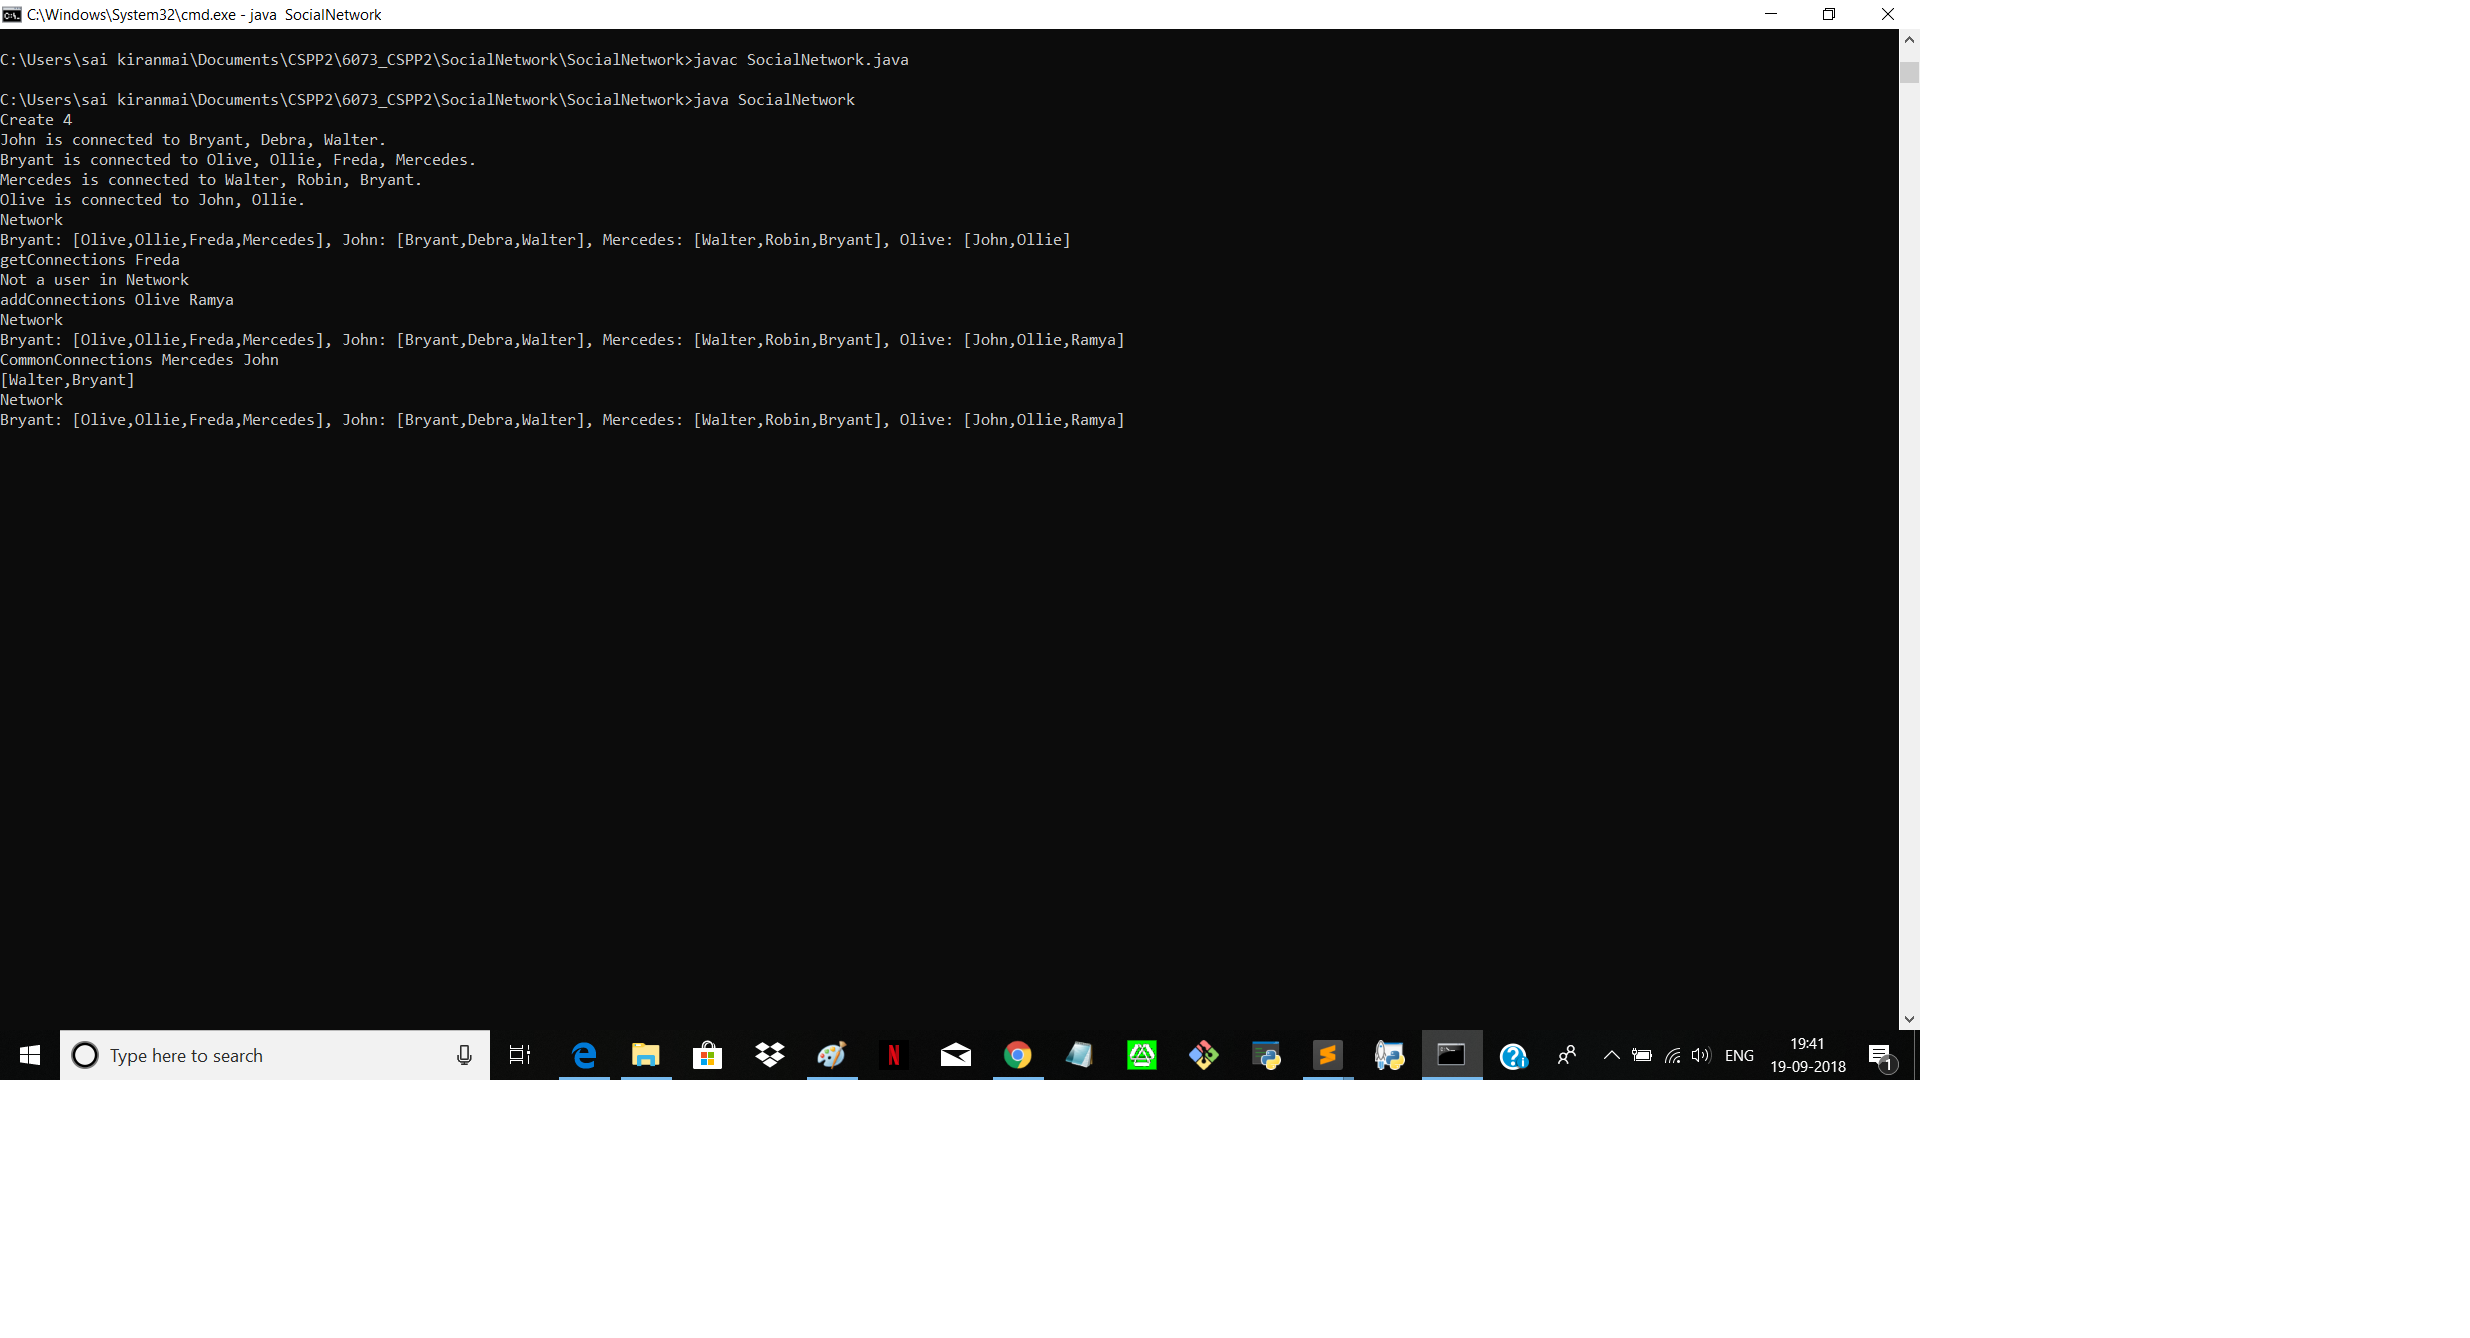 C:\Windows\System32\cmd.exe - java  SocialNetwork
C:\Users\sai kiranmai\Documents\CSPP2\6073_CSPP2\SocialNetwork\SocialNetwork>javac SocialNetwork.java
C:\Users\sai kiranmai\Documents\CSPP2\6073_CSPP2\SocialNetwork\SocialNetwork>java SocialNetwork
Create 4
John is connected to Bryant, Debra, Walter.
Bryant is connected to Olive, Ollie, Freda, Mercedes.
Mercedes is connected to Walter, Robin, Bryant.
Olive is connected to John, Ollie.
Network
Bryant: [Olive,Ollie,Freda,Mercedes], John: [Bryant,Debra,Walter], Mercedes: [Walter,Robin,Bryant], Olive: [John,Ollie]
getConnections Freda
Not a user in Network
addConnections Olive Ramya
Network
Bryant: [Olive,Ollie,Freda,Mercedes], John: [Bryant,Debra,Walter], Mercedes: [Walter,Robin,Bryant], Olive: [John,Ollie,Ramya]
CommonConnections Mercedes John
[Walter,Bryant]
Network
Bryant: [Olive,Ollie,Freda,Mercedes], John: [Bryant,Debra,Walter], Mercedes: [Walter,Robin,Bryant], Olive: [John,Ollie,Ramya]
Type here to search
ENG
19:41
19-09-2018
1